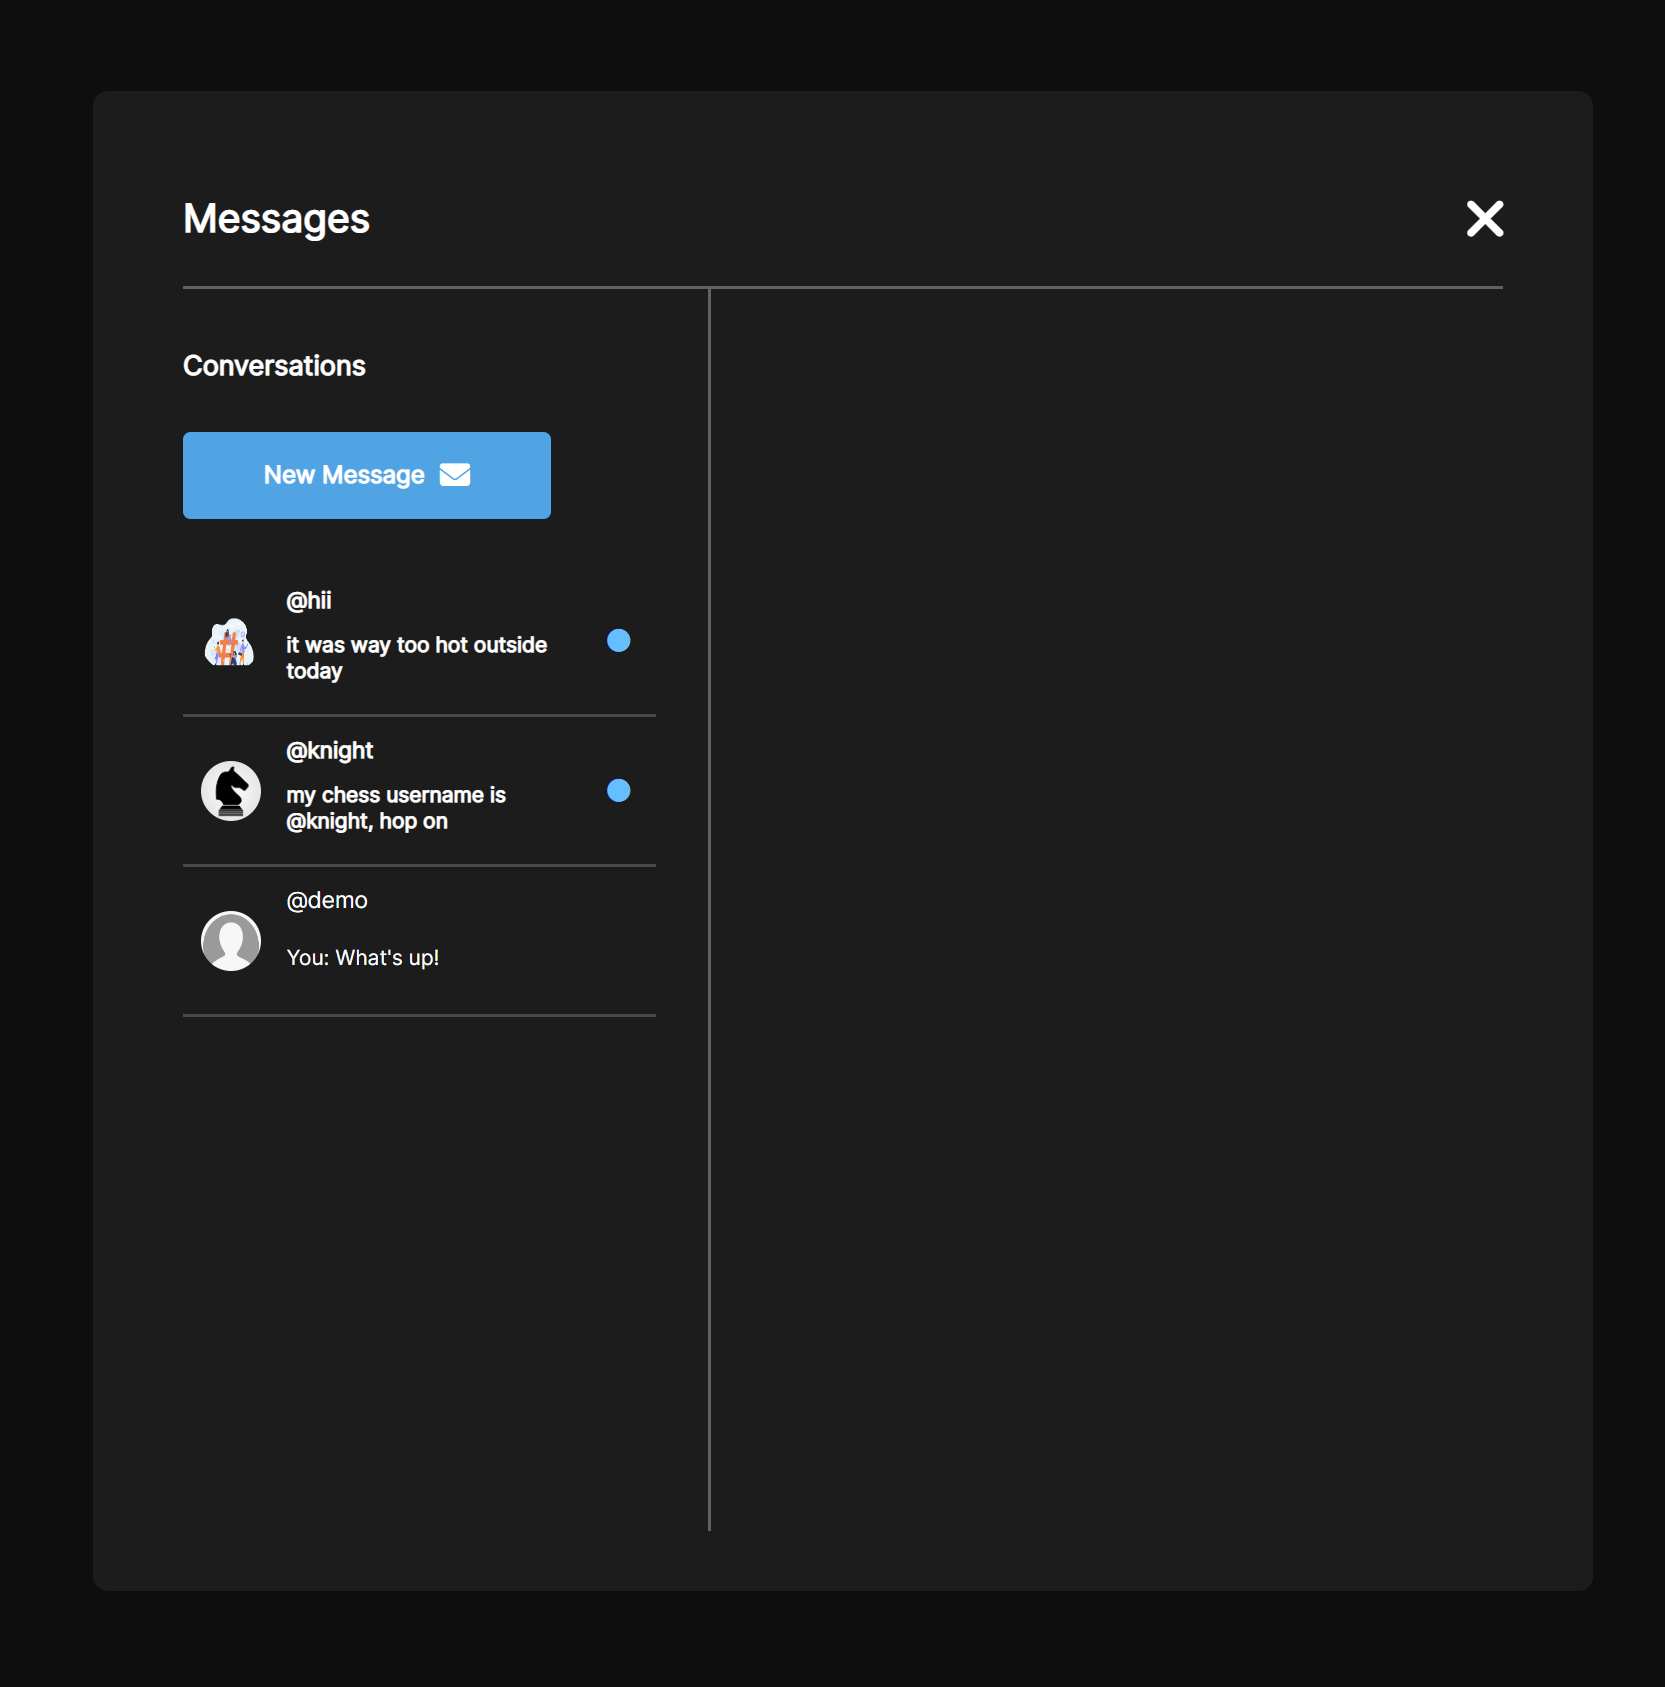 Messages
Conversations
New Message
@hii
it was way too hot outside
today
@knight
my chess username is
@knight, hop on
@demo
You: What's up!